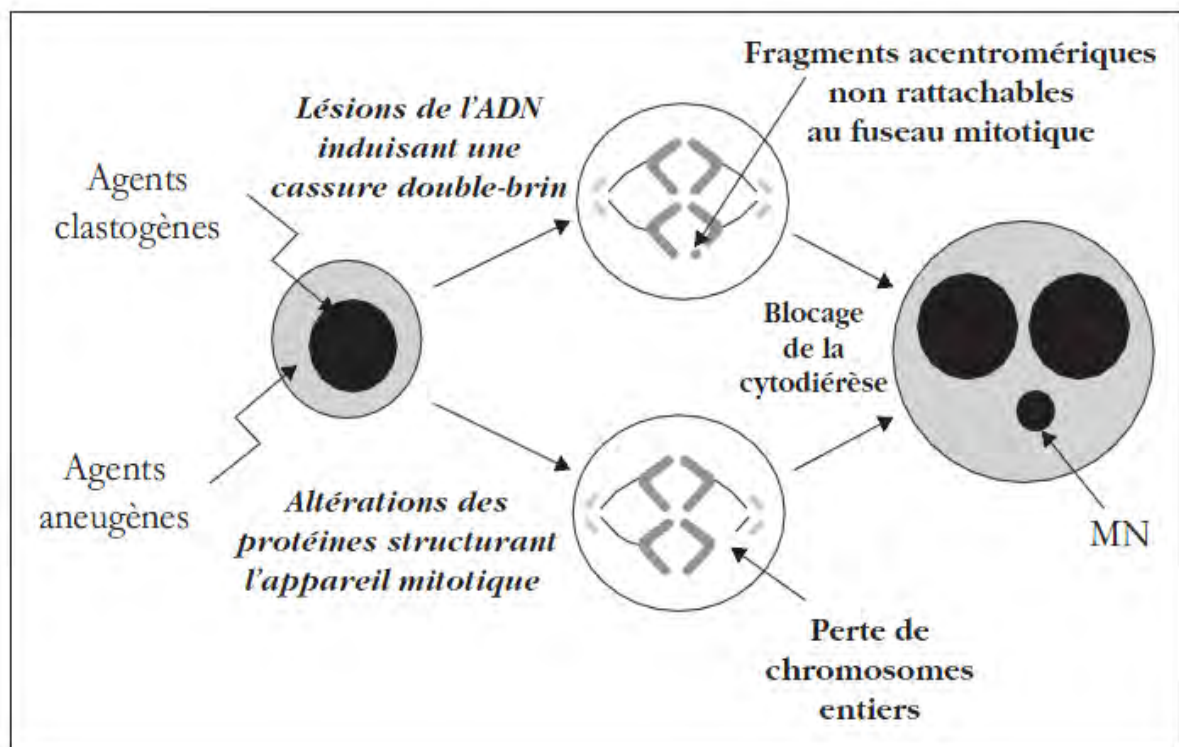 Fragments acentromériques
non rattachables
au fuseau mitotique
Lésions de l'ADN
induisant une
cassure double-brin
Agents
clastogènes
Blocage
de la
cytodiérèse
Agents
aneugènes
Altérations des
protéines structurant
l'appareil mitotique
MN
Perte de
chromosomes
entiers